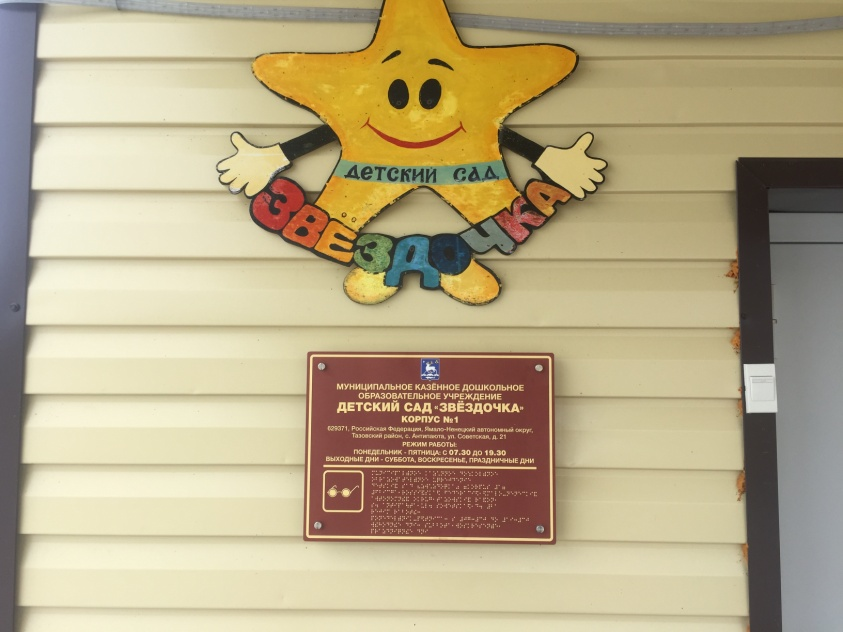 детский сад
ЗВЕЗДОЧКА
МУНИЦИПАЛЬНОЕ КАЗЁННОЕ ДОШКОЛЬНОЕ
ОБРАЗОВАТЕЛЬНОЕ УЧРЕЖДЕНИЕ
ДЕТСКИЙ САД «ЗВЁЗДОЧКА»
КОРПУС №1
629371, Российская Федерация, Ямало-Ненецкий автономный округ,
Тазовский район, с. Антипаюта, ул. Советская, д. 21
РЕЖИМ РАБОТЫ:
ПОНЕДЕЛЬНИК - ПЯТНИЦА: С 07.30 ДО 19.30
ВЫХОДНЫЕ ДНИ - СУББОТА, ВОСКРЕСЕНЬЕ, ПРАЗДНИЧНЫЕ ДНИ